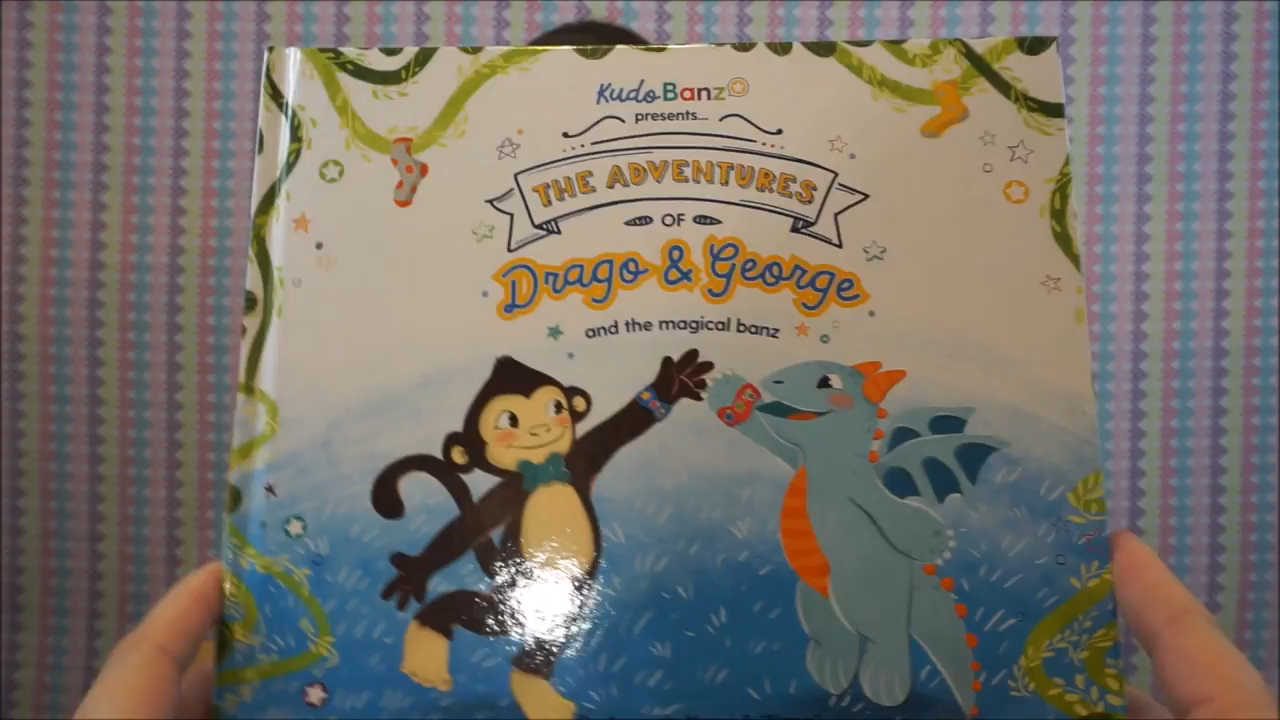 KudoBanz
presents...
THE ADVENTURES
OF
Drago & George
and the magical banz